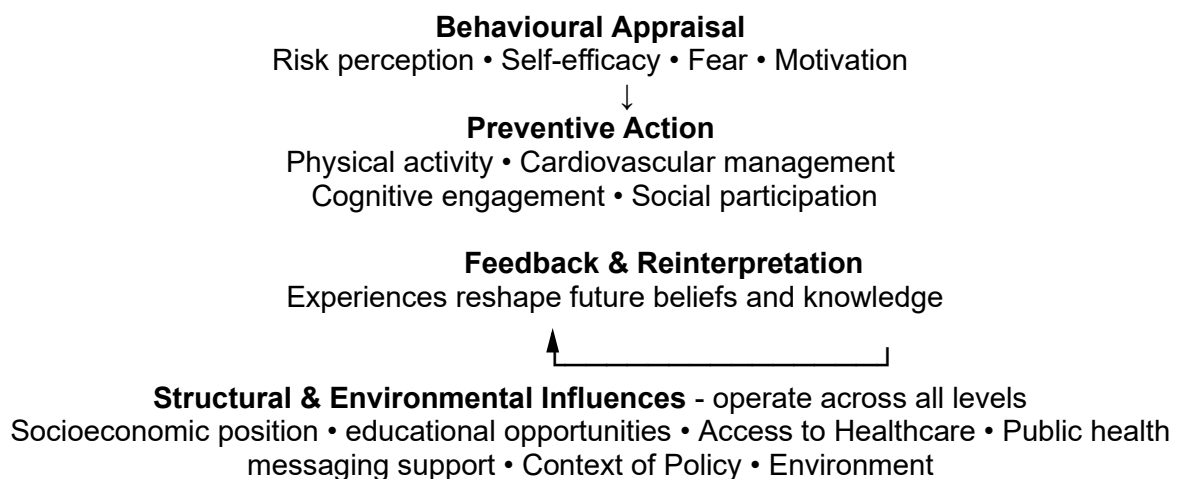 Behavioural Appraisal
Risk perception • Self-efficacy • Fear • Motivation
↓
Preventive Action
Physical activity • Cardiovascular management
Cognitive engagement • Social participation
Feedback & Reinterpretation
Experiences reshape future beliefs and knowledge
Structural & Environmental Influences - operate across all levels
Socioeconomic position • educational opportunities • Access to Healthcare • Public health
messaging support • Context of Policy • Environment